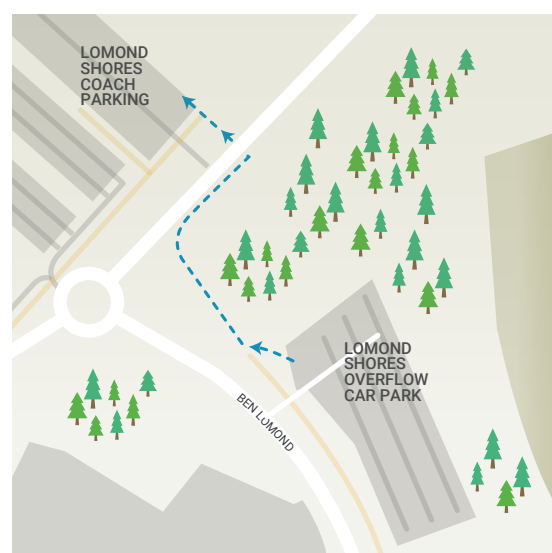 LOMOND
SHORES
COACH
PARKING
LOMOND
SHORES
OVERFLOW
CAR PARK
BEN LOMOND